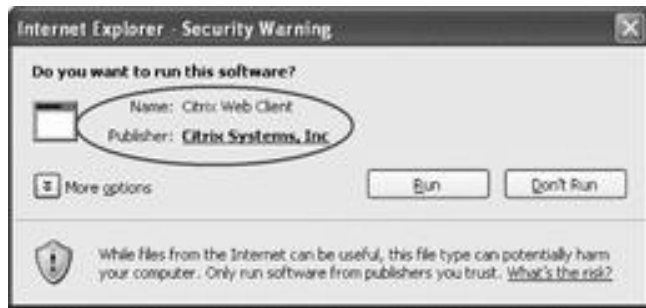 Internet Explorer - Security Warning
Do you want to run this software?
Name: Citrix Web Client
Publisher: Citrix Systems, Inc
More options
Run
Don't Run
While files from the Internet can be useful, this file type can potentially harm
your computer. Only run software from publishers you trust. What's the risk?